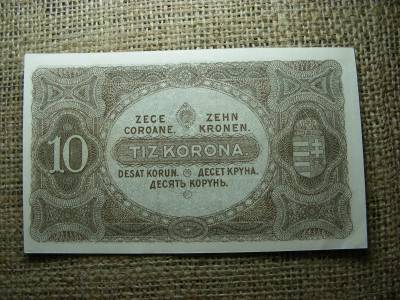 ZECE COROANE.
ZEHN KRONEN.
10
TIZ KORONA
DESAT KORUN. ДЕСЕТ КРУНА.
ДЕСЯТЬ КОРУНЬ.